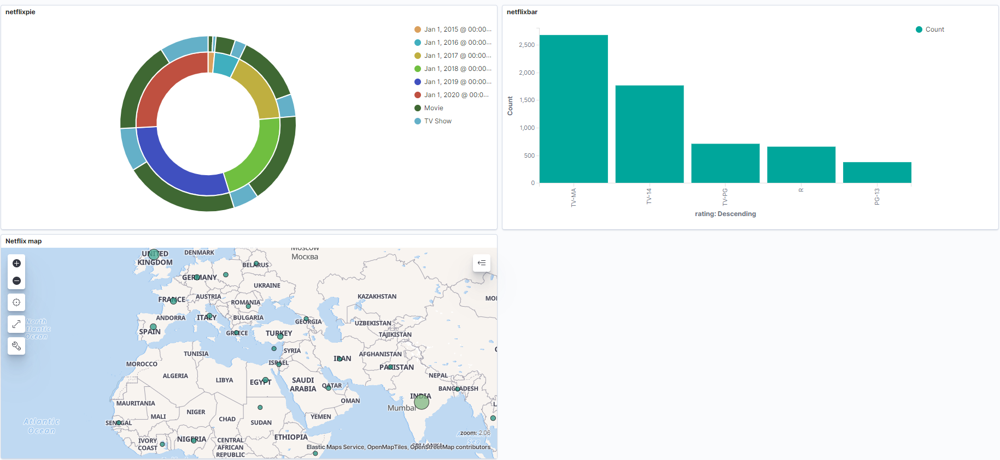 netflixpie
Jan 1, 2015 @ 00:00...
Jan 1, 2016 @ 00:00...
Jan 1, 2017 @ 00:00...
Jan 1, 2018 @ 00:00...
Jan 1, 2019 @ 00:00...
Jan 1, 2020 @ 00:0...
Movie
TV Show
netflixbar
Count
2,500
2,000
1,500
1,000
500
0
Count
TV-MA
TV-14
TV-PG
R
PG-13
rating: Descending
Netflix map
Moscow
Москва
UNITED
KINGDOM
DENMARK
BELARUS
GERMANY
UKRAINE
FRANCE
AUSTRIA
ROMANIA
KAZAKHSTAN
ANDORRA
ITALY
BULGARIA
GEORGIA
UZBEKISTAN
North
Atlantic
Ocean
SPAIN
GREECE
TURKEY
TAJIKISTAN
TUNISIA
SYRIA
AFGHANISTAN
IRAN
MOROCCO
ISRAEL
PAKISTAN
ALGERIA
LIBYA
EGYPT
SAUDI
ARABIA
QATAR
NEPAL
BANGLADESH
INDIA
MAURITANIA
OMAN
Mumbai
NIGER
MALI
CHAD
SUDAN
YEMEN
Atlantic
Ocean
SENEGAL
IVORY
COAST
NIGERIA
CENTRAL
AFRICAN
REPUBLIC
ETHIOPIA
zoom: 2.06
Sea
SRI LANKA
Elastic Maps Service, OpenMapTiles, OpenStreetMap contributors